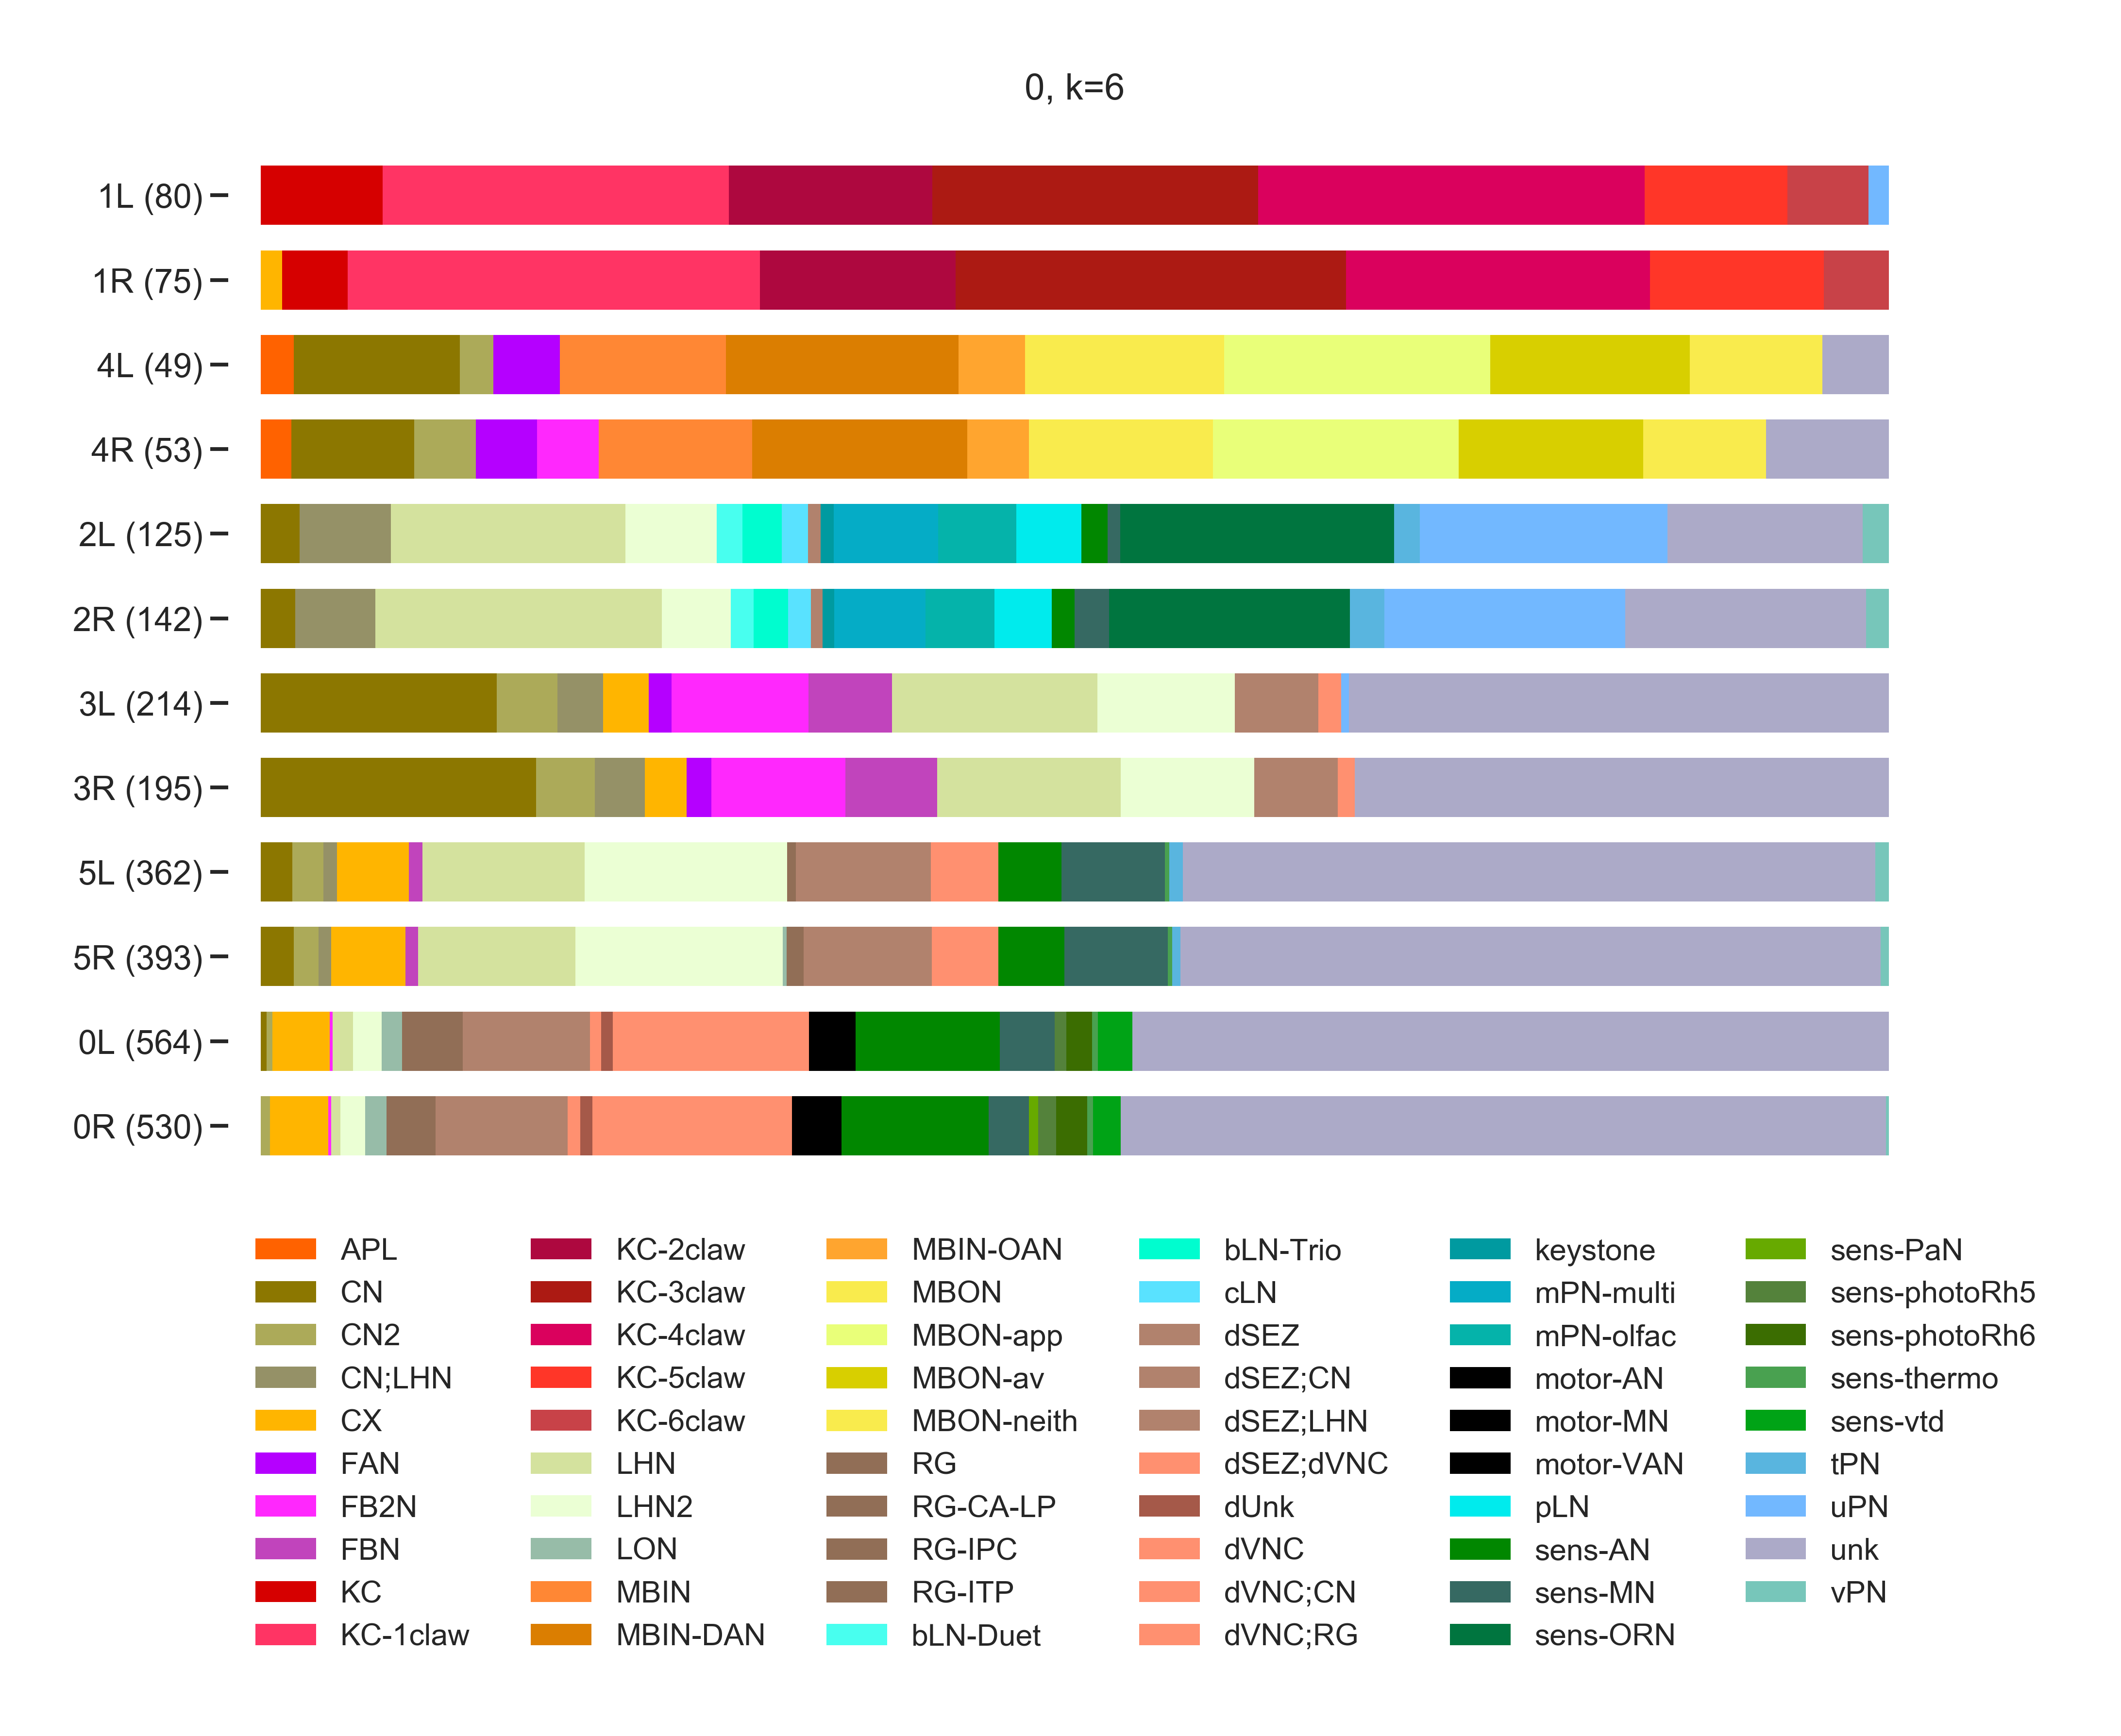 0, k=6
1L (80)
1R (75)
4L (49)
4R (53)
2L (125)
2R (142)
3L (214)
3R (195)
5L (362)
5R (393)
0L (564)
0R (530)
APL
CN
CN2
CN;LHN
CX
FAN
FB2N
FBN
KC
KC-1claw
KC-2claw
KC-3claw
KC-4claw
KC-5claw
KC-6claw
LHN
LHN2
LON
MBIN
MBIN-DAN
MBIN-OAN
MBON
MBON-app
MBON-av
MBON-neith
RG
RG-CA-LP
RG-IPC
RG-ITP
bLN-Duet
bLN-Trio
cLN
dSEZ
dSEZ;CN
dSEZ;LHN
dSEZ;dVNC
dUnk
dVNC
dVNC;CN
dVNC;RG
keystone
mPN-multi
mPN-olfac
motor-AN
motor-MN
motor-VAN
pLN
sens-AN
sens-MN
sens-ORN
sens-PaN
sens-photoRh5
sens-photoRh6
sens-thermo
sens-vtd
tPN
uPN
unk
vPN